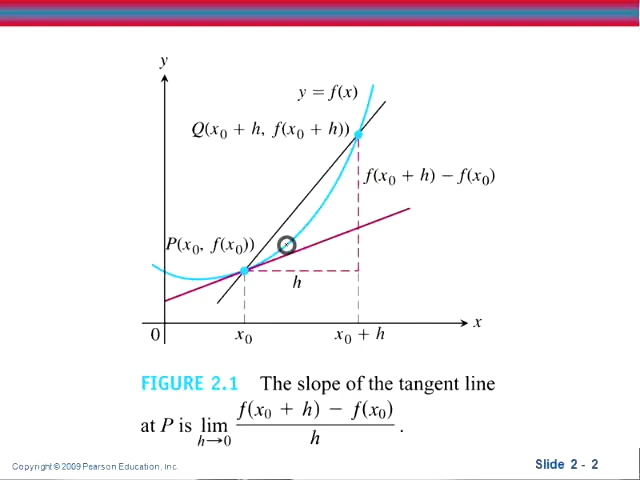 y
y = f(x)
Q(x₀ + h, f(x₀ + h))
f(x₀ + h) − f(x₀)
P(x₀, f(x₀))
h
x
0
x₀
x₀ + h
FIGURE 2.1 The slope of the tangent line
at P is lim h→0 f(x₀ + h) − f(x₀) / h .
Copyright © 2009 Pearson Education, Inc.
Slide 2 - 2